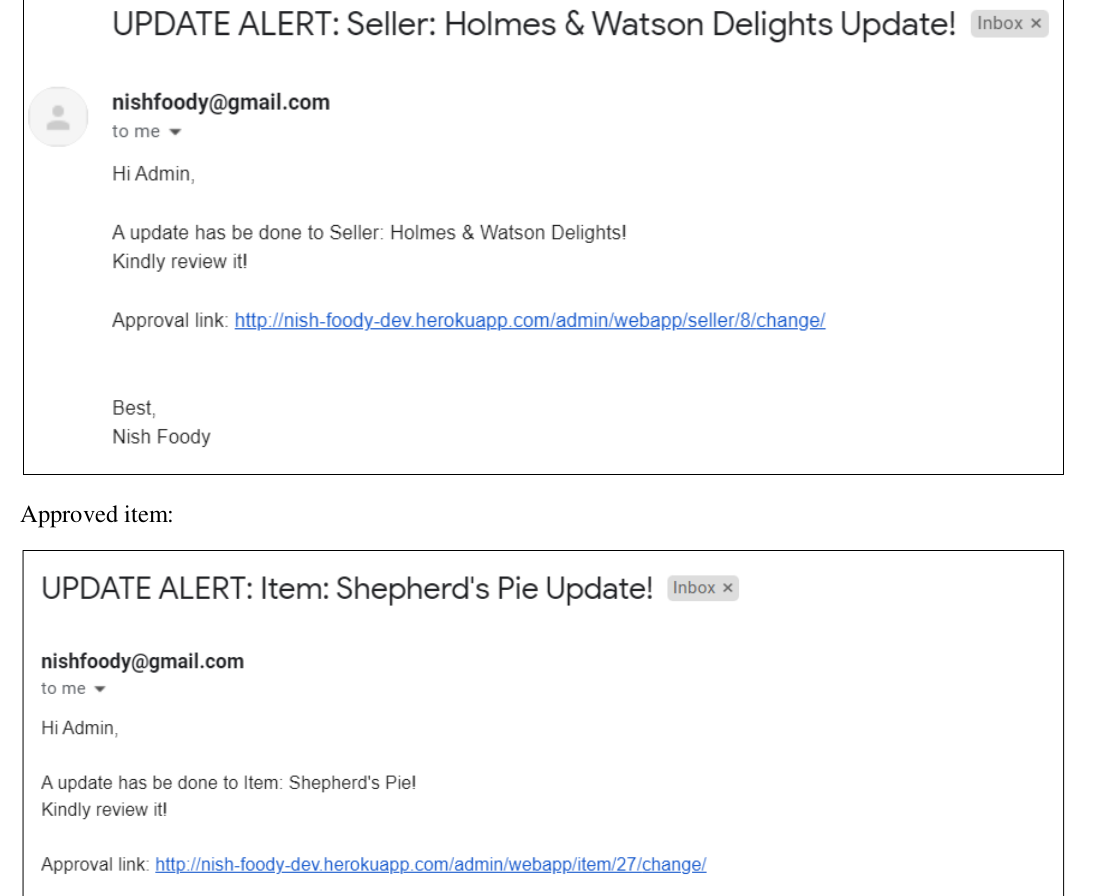 UPDATE ALERT: Seller: Holmes & Watson Delights Update! Inbox ×
nishfoody@gmail.com
to me
Hi Admin,
A update has be done to Seller: Holmes & Watson Delights!
Kindly review it!
Approval link: http://nish-foody-dev.herokuapp.com/admin/webapp/seller/8/change/
Best,
Nish Foody
Approved item:
UPDATE ALERT: Item: Shepherd's Pie Update! Inbox ×
nishfoody@gmail.com
to me
Hi Admin,
A update has be done to Item: Shepherd's Pie!
Kindly review it!
Approval link: http://nish-foody-dev.herokuapp.com/admin/webapp/item/27/change/